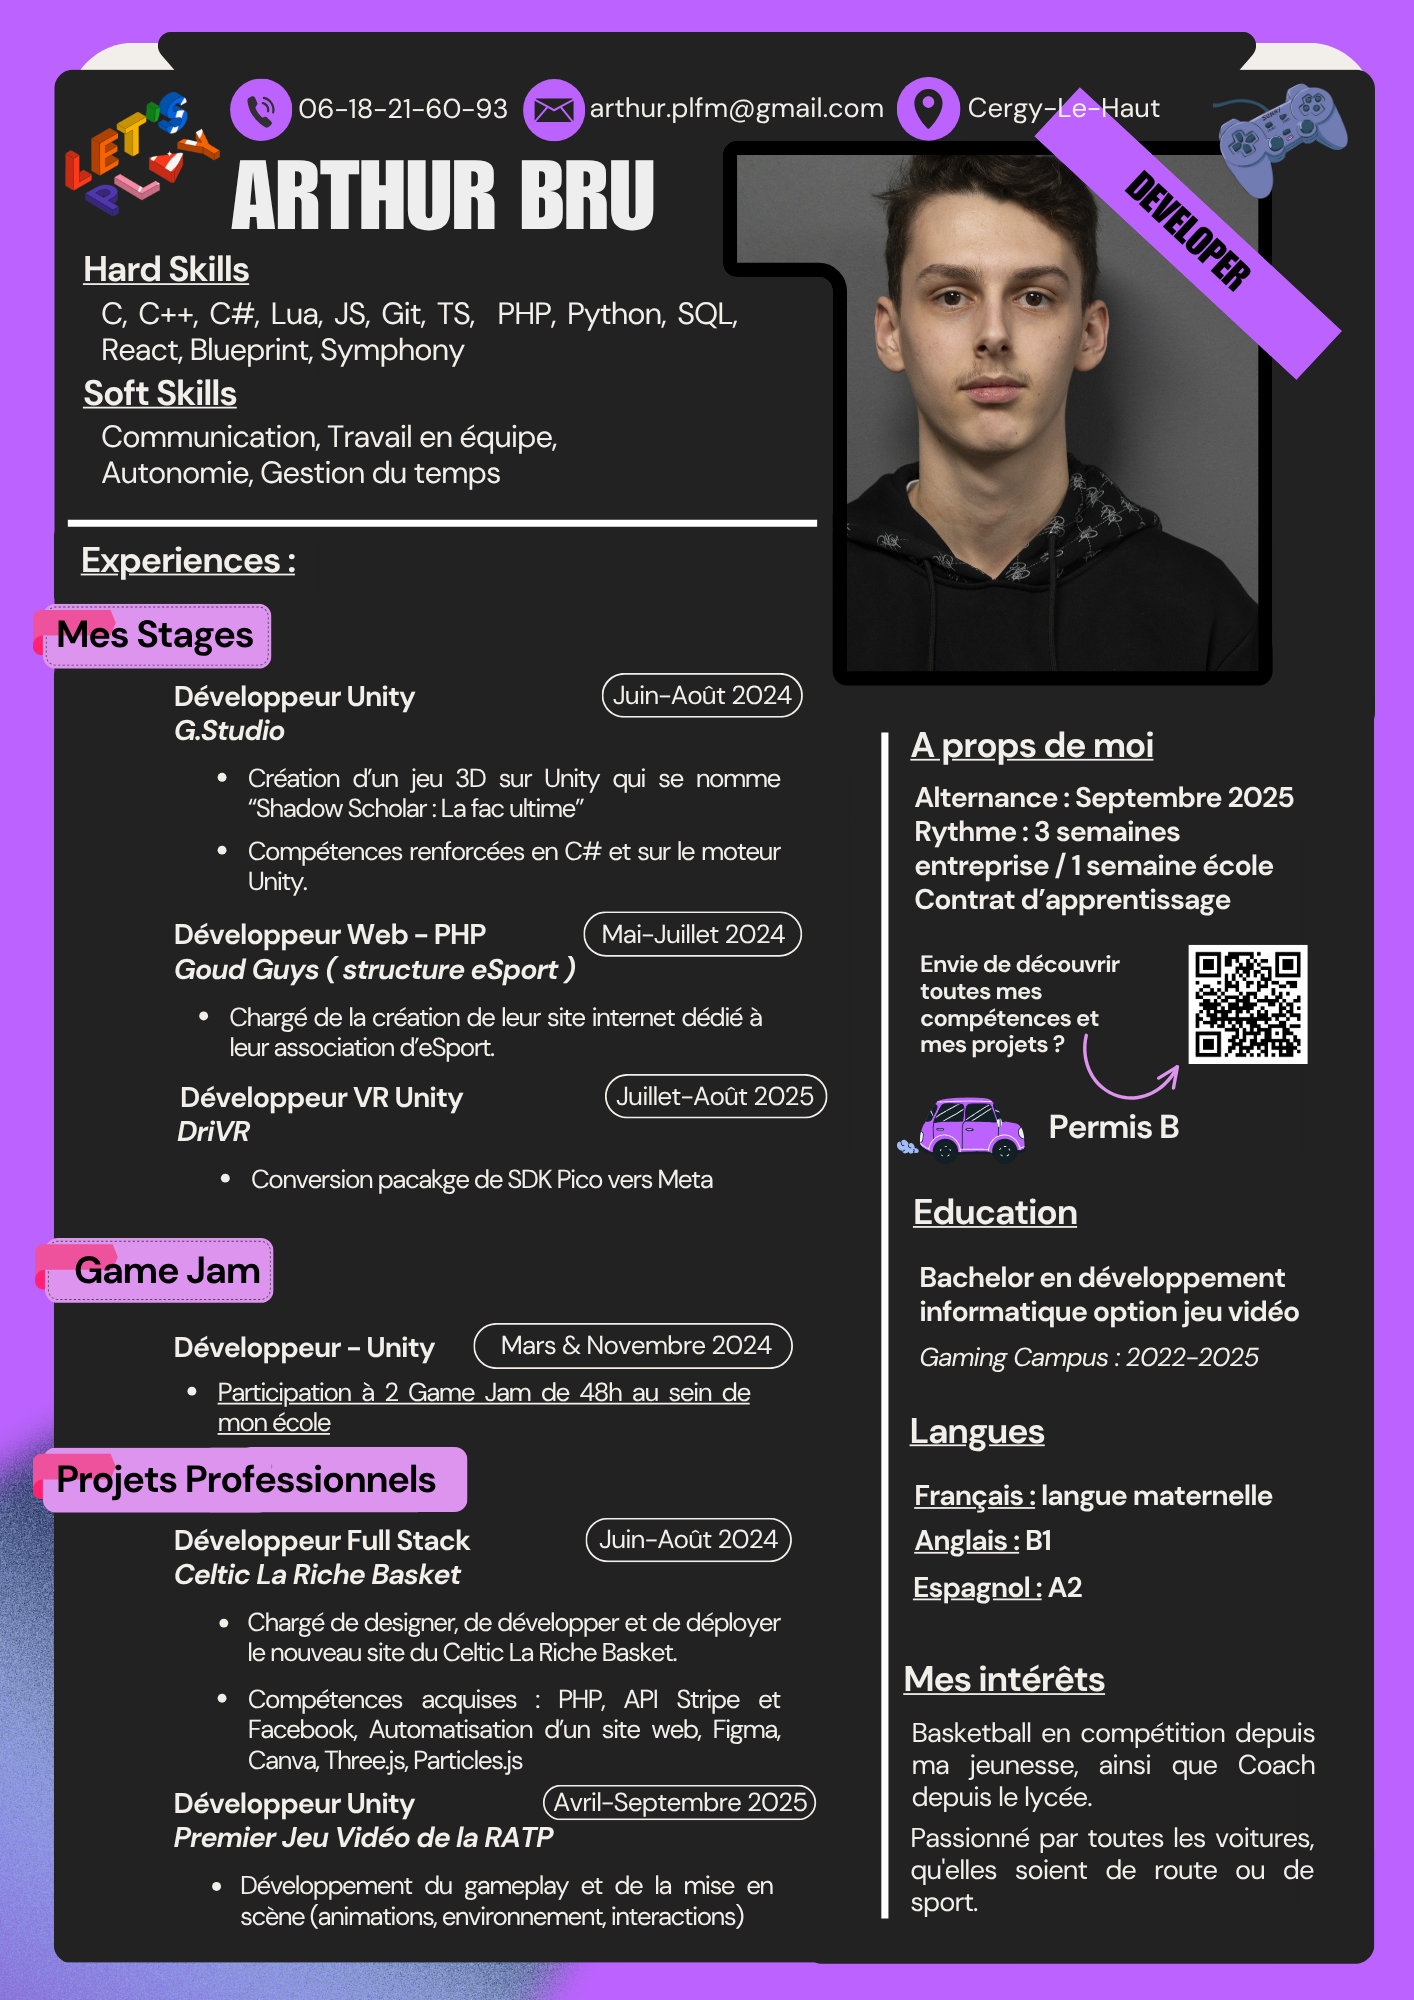 LET'S
PLAY
06-18-21-60-93
arthur.plfm@gmail.com
Cergy-Le-Haut
ARTHUR BRU
DEVELOPER
Hard Skills
C, C++, C#, Lua, JS, Git, TS, PHP, Python, SQL,
React, Blueprint, Symphony
Soft Skills
Communication, Travail en équipe,
Autonomie, Gestion du temps
Experiences :
Mes Stages
Développeur Unity
Juin-Août 2024
G.Studio
• Création d’un jeu 3D sur Unity qui se nomme
“Shadow Scholar : La fac ultime”
• Compétences renforcées en C# et sur le moteur
Unity.
Développeur Web - PHP
Mai-Juillet 2024
Goud Guys ( structure eSport )
• Chargé de la création de leur site internet dédié à
leur association d’eSport.
Développeur VR Unity
Juillet-Août 2025
DriVR
• Conversion pacakge de SDK Pico vers Meta
Game Jam
Développeur - Unity
Mars & Novembre 2024
• Participation à 2 Game Jam de 48h au sein de
mon école
Projets Professionnels
Développeur Full Stack
Juin-Août 2024
Celtic La Riche Basket
• Chargé de designer, de développer et de déployer
le nouveau site du Celtic La Riche Basket.
• Compétences acquises : PHP, API Stripe et
Facebook, Automatisation d’un site web, Figma,
Canva, Three.js, Particles.js
Développeur Unity
Avril-Septembre 2025
Premier Jeu Vidéo de la RATP
• Développement du gameplay et de la mise en
scène (animations, environnement, interactions)
A props de moi
Alternance : Septembre 2025
Rythme : 3 semaines
entreprise / 1 semaine école
Contrat d’apprentissage
Envie de découvrir
toutes mes
compétences et
mes projets ?
Permis B
Education
Bachelor en développement
informatique option jeu vidéo
Gaming Campus : 2022-2025
Langues
Français : langue maternelle
Anglais : B1
Espagnol : A2
Mes intérêts
Basketball en compétition depuis
ma jeunesse, ainsi que Coach
depuis le lycée.
Passionné par toutes les voitures,
qu'elles soient de route ou de
sport.